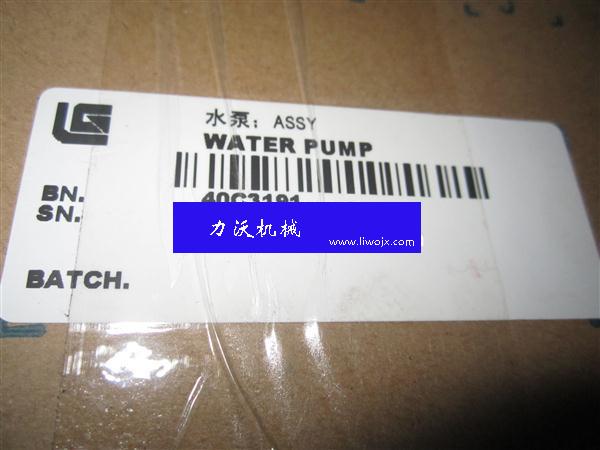 水泵; ASSY
WATER PUMP
BN.
40C3191
SN.
力沃机械
www.liwojx.com
BATCH.